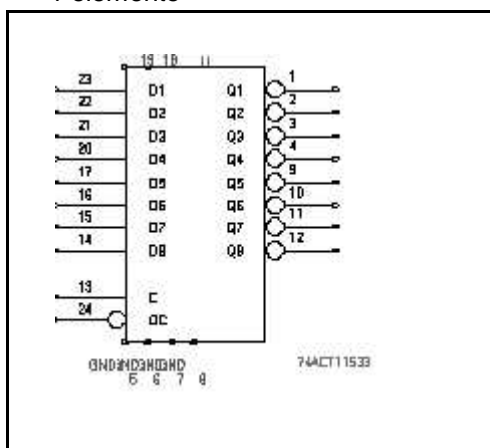 1 elements
19 18
23 D1 Q1 1
22 D2 Q2 2
21 D3 Q3 3
20 D4 Q4 4
17 D5 Q5 9
16 D6 Q6 10
15 D7 Q7 11
14 D8 Q8 12
13 C
24 OC
5 6 7 8
74ACT11533